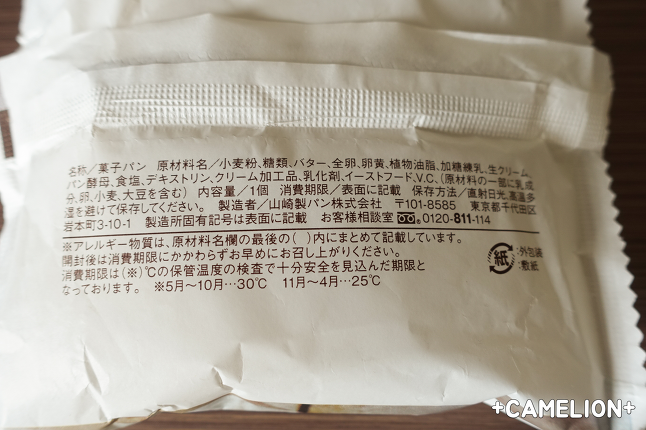 名称/菓子パン 原材料名/小麦粉、糖類、バター、全卵、卵黄、植物油脂、加糖練乳、生クリーム、
パン酵母、食塩、デキストリン、クリーム加工品、乳化剤、イーストフード、V.C、(原材料の一部に乳成
分、卵、小麦、大豆を含む) 内容量/1個 消費期限/表面に記載 保存方法/直射日光、高温多
湿を避けて保存してください。 製造者/山崎製パン株式会社 〒101-8585 東京都千代田区
岩本町3-10-1 製造所固有記号は表面に記載 お客様相談室 0120-811-114
※アレルギー物質は、原材料名欄の最後の( )内にまとめて記載しています。
開封後は消費期限にかかわらずお早めにお召し上がりください。
消費期限は(※)℃の保管温度の検査で十分安全を見込んだ期限と
なっております。 ※5月〜10月…30℃ 11月〜4月…25℃
紙 :外包装
:敷紙
+CAMELION+